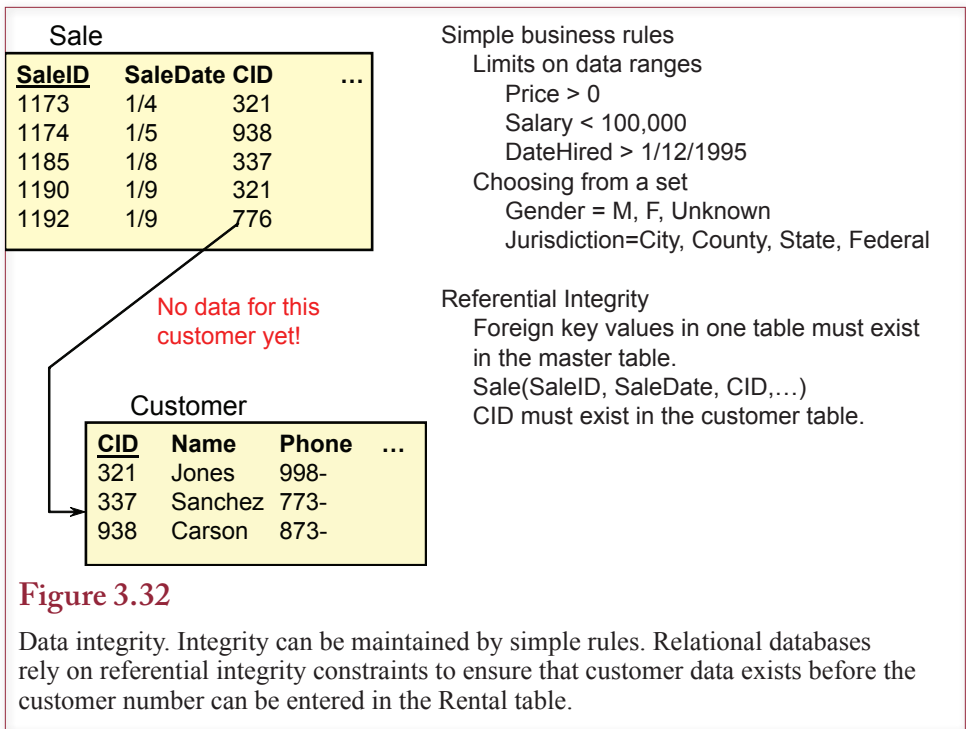 Sale
SaleID SaleDate CID …
1173 1/4 321
1174 1/5 938
1185 1/8 337
1190 1/9 321
1192 1/9 776
No data for this
customer yet!
Customer
CID Name Phone …
321 Jones 998-
337 Sanchez 773-
938 Carson 873-
Simple business rules
Limits on data ranges
Price > 0
Salary < 100,000
DateHired > 1/12/1995
Choosing from a set
Gender = M, F, Unknown
Jurisdiction=City, County, State, Federal
Referential Integrity
Foreign key values in one table must exist
in the master table.
Sale(SaleID, SaleDate, CID,…)
CID must exist in the customer table.
Figure 3.32
Data integrity. Integrity can be maintained by simple rules. Relational databases
rely on referential integrity constraints to ensure that customer data exists before the
customer number can be entered in the Rental table.